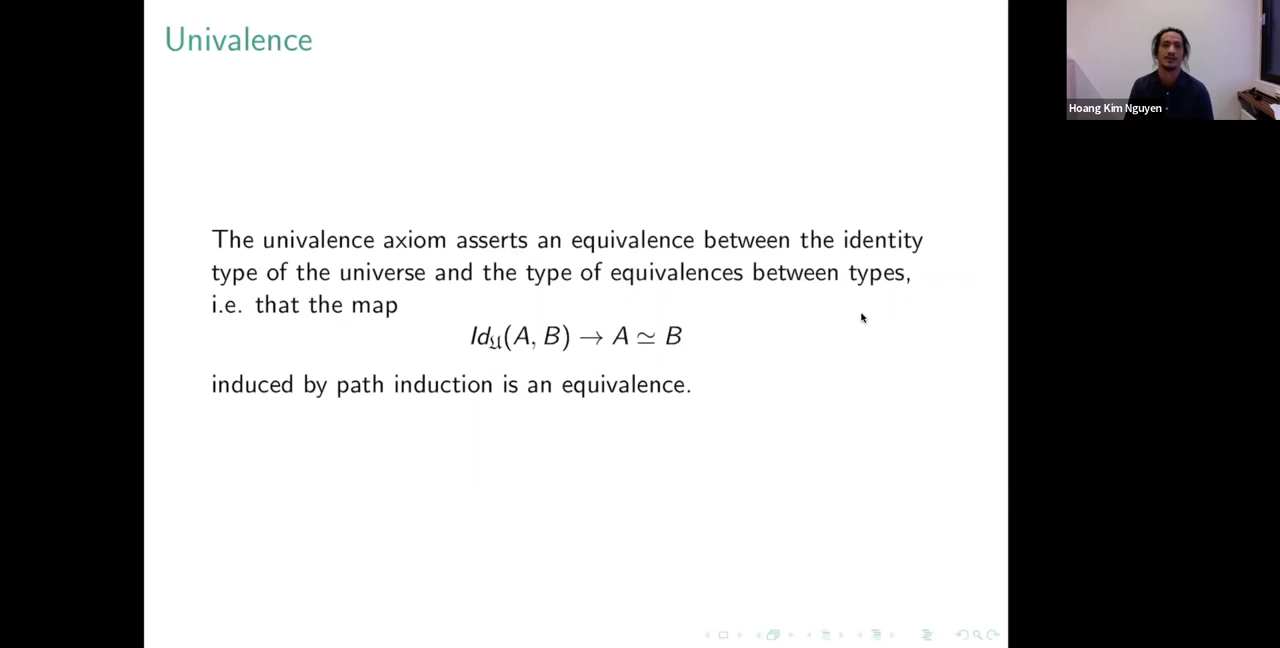 Univalence
The univalence axiom asserts an equivalence between the identity
type of the universe and the type of equivalences between types,
i.e. that the map
Id𝔘(A, B) → A ≃ B
induced by path induction is an equivalence.
Hoang Kim Nguyen